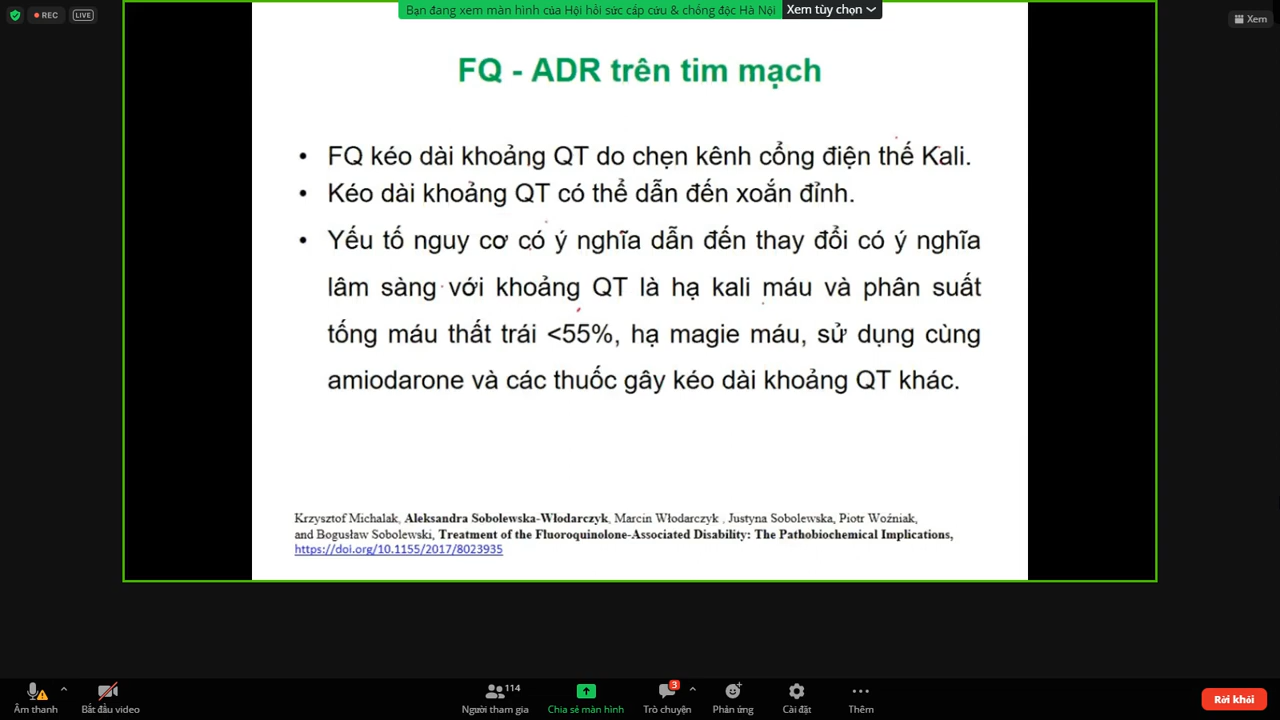 REC
LIVE
Bạn đang xem màn hình của Hội hồi sức cấp cứu & chống độc Hà Nội
Xem tùy chọn
Xem
FQ - ADR trên tim mạch
• FQ kéo dài khoảng QT do chẹn kênh cổng điện thế Kali.
• Kéo dài khoảng QT có thể dẫn đến xoắn đỉnh.
• Yếu tố nguy cơ có ý nghĩa dẫn đến thay đổi có ý nghĩa
lâm sàng với khoảng QT là hạ kali máu và phân suất
tống máu thất trái <55%, hạ magie máu, sử dụng cùng
amiodarone và các thuốc gây kéo dài khoảng QT khác.
Krzysztof Michalak, Aleksandra Sobolewska-Włodarczyk, Marcin Włodarczyk , Justyna Sobolewska, Piotr Woźniak,
and Bogusław Sobolewski, Treatment of the Fluoroquinolone-Associated Disability: The Pathobiochemical Implications,
https://doi.org/10.1155/2017/8023935
114
3
Âm thanh
Bắt đầu video
Người tham gia
Chia sẻ màn hình
Trò chuyện
Phản ứng
Cài đặt
Thêm
Rời khỏi